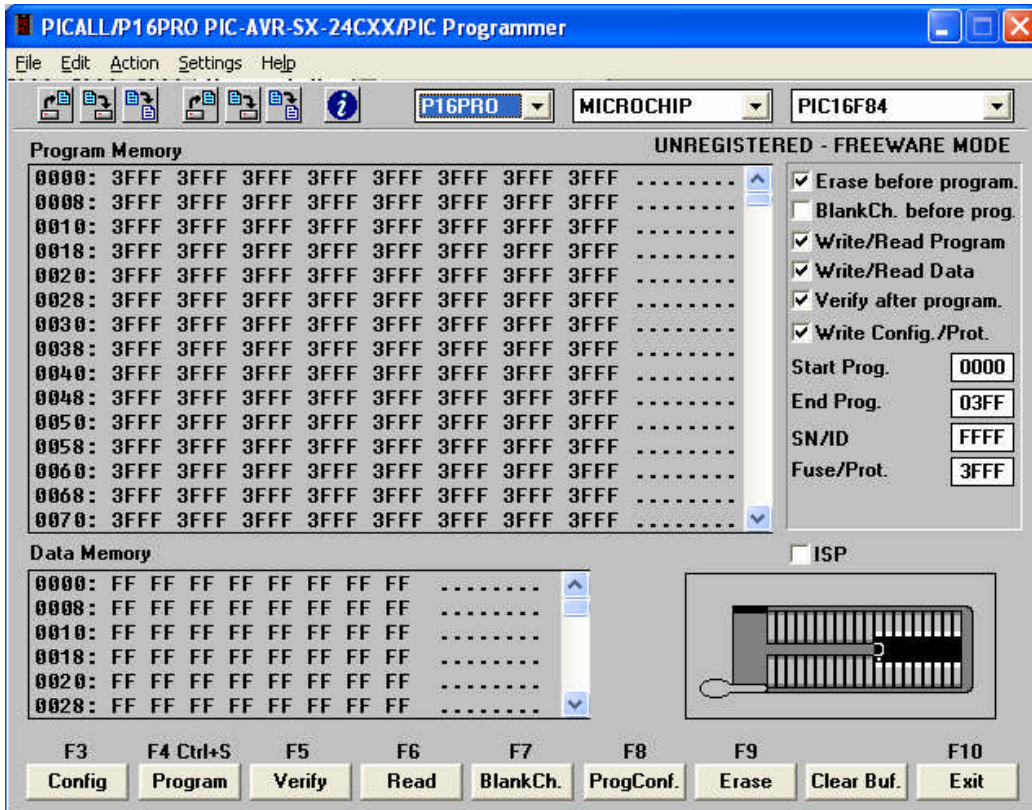 PICALL/P16PRO PIC-AVR-SX-24CXX/PIC Programmer
File Edit Action Settings Help
P16PRO MICROCHIP PIC16F84
Program Memory UNREGISTERED - FREEWARE MODE
0000: 3FFF 3FFF 3FFF 3FFF 3FFF 3FFF 3FFF 3FFF ........
0008: 3FFF 3FFF 3FFF 3FFF 3FFF 3FFF 3FFF 3FFF ........
0010: 3FFF 3FFF 3FFF 3FFF 3FFF 3FFF 3FFF 3FFF ........
0018: 3FFF 3FFF 3FFF 3FFF 3FFF 3FFF 3FFF 3FFF ........
0020: 3FFF 3FFF 3FFF 3FFF 3FFF 3FFF 3FFF 3FFF ........
0028: 3FFF 3FFF 3FFF 3FFF 3FFF 3FFF 3FFF 3FFF ........
0030: 3FFF 3FFF 3FFF 3FFF 3FFF 3FFF 3FFF 3FFF ........
0038: 3FFF 3FFF 3FFF 3FFF 3FFF 3FFF 3FFF 3FFF ........
0040: 3FFF 3FFF 3FFF 3FFF 3FFF 3FFF 3FFF 3FFF ........
0048: 3FFF 3FFF 3FFF 3FFF 3FFF 3FFF 3FFF 3FFF ........
0050: 3FFF 3FFF 3FFF 3FFF 3FFF 3FFF 3FFF 3FFF ........
0058: 3FFF 3FFF 3FFF 3FFF 3FFF 3FFF 3FFF 3FFF ........
0060: 3FFF 3FFF 3FFF 3FFF 3FFF 3FFF 3FFF 3FFF ........
0068: 3FFF 3FFF 3FFF 3FFF 3FFF 3FFF 3FFF 3FFF ........
0070: 3FFF 3FFF 3FFF 3FFF 3FFF 3FFF 3FFF 3FFF ........
Erase before program.
BlankCh. before prog.
Write/Read Program
Write/Read Data
Verify after program.
Write Config./Prot.
Start Prog. 0000
End Prog. 03FF
SN/ID FFFF
Fuse/Prot. 3FFF
Data Memory
0000: FF FF FF FF FF FF FF FF ........
0008: FF FF FF FF FF FF FF FF ........
0010: FF FF FF FF FF FF FF FF ........
0018: FF FF FF FF FF FF FF FF ........
0020: FF FF FF FF FF FF FF FF ........
0028: FF FF FF FF FF FF FF FF ........
ISP
F3 F4 Ctrl+S F5 F6 F7 F8 F9 F10
Config Program Verify Read BlankCh. ProgConf. Erase Clear Buf. Exit